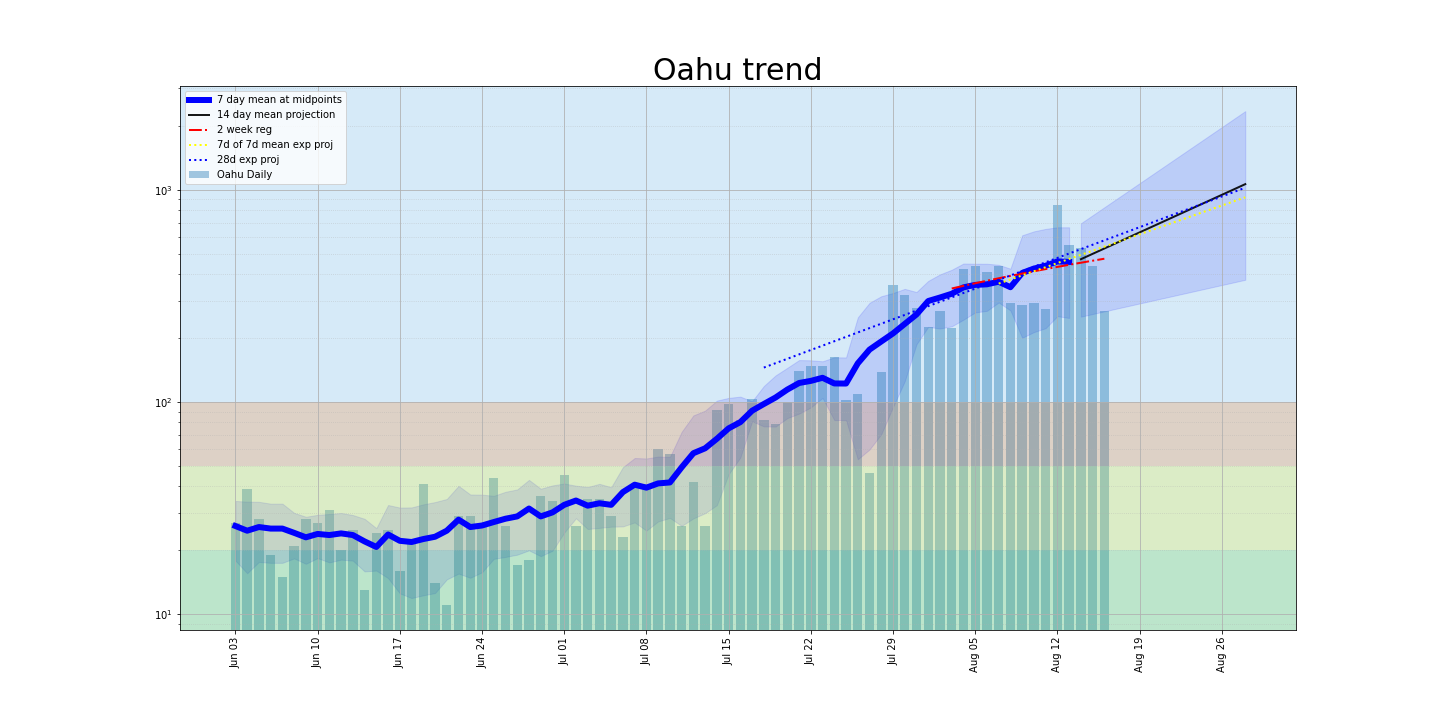 Oahu trend
7 day mean at midpoints
14 day mean projection
2 week reg
7d of 7d mean exp proj
28d exp proj
Oahu Daily
10³
10²
10¹
Jun 03
Jun 10
Jun 17
Jun 24
Jul 01
Jul 08
Jul 15
Jul 22
Jul 29
Aug 05
Aug 12
Aug 19
Aug 26